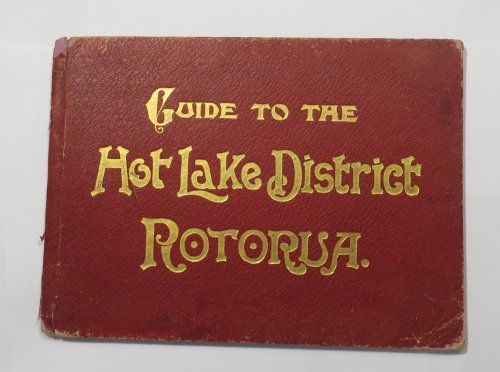 GUIDE TO THE
Hot Lake District
ROTORUA.